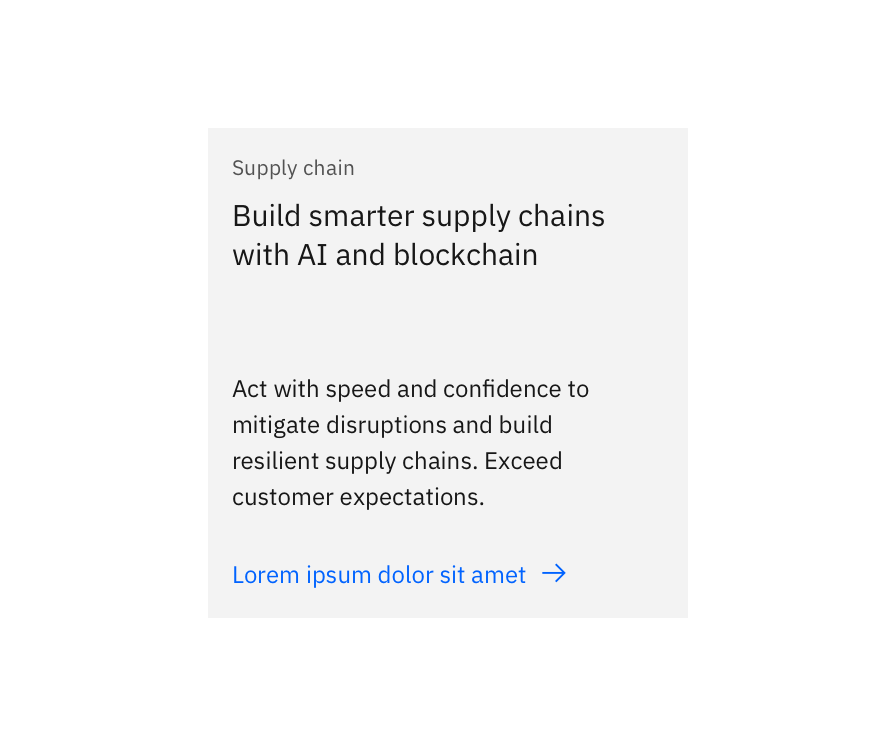 Supply chain
Build smarter supply chains
with AI and blockchain
Act with speed and confidence to
mitigate disruptions and build
resilient supply chains. Exceed
customer expectations.
Lorem ipsum dolor sit amet →